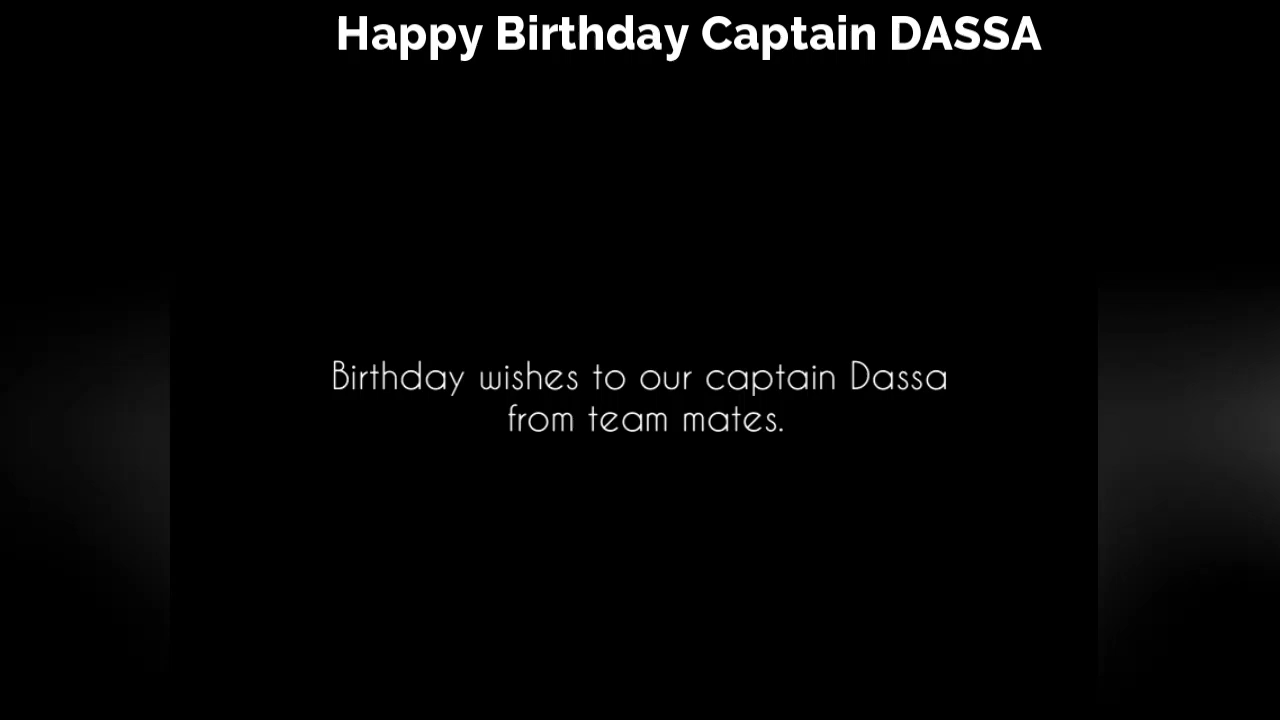 Happy Birthday Captain DASSA
Birthday wishes to our captain Dassa
from team mates.